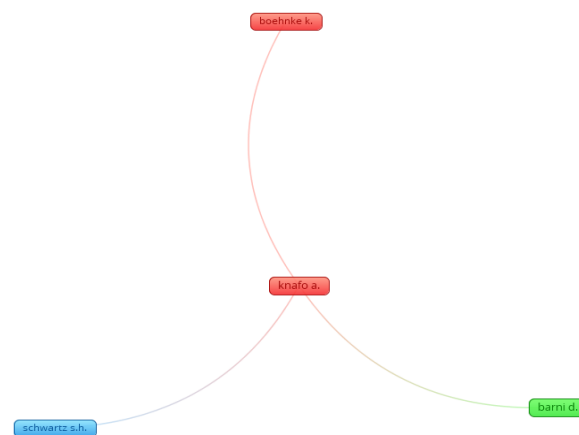 boehnke k.
knafo a.
barni d.
schwartz s.h.